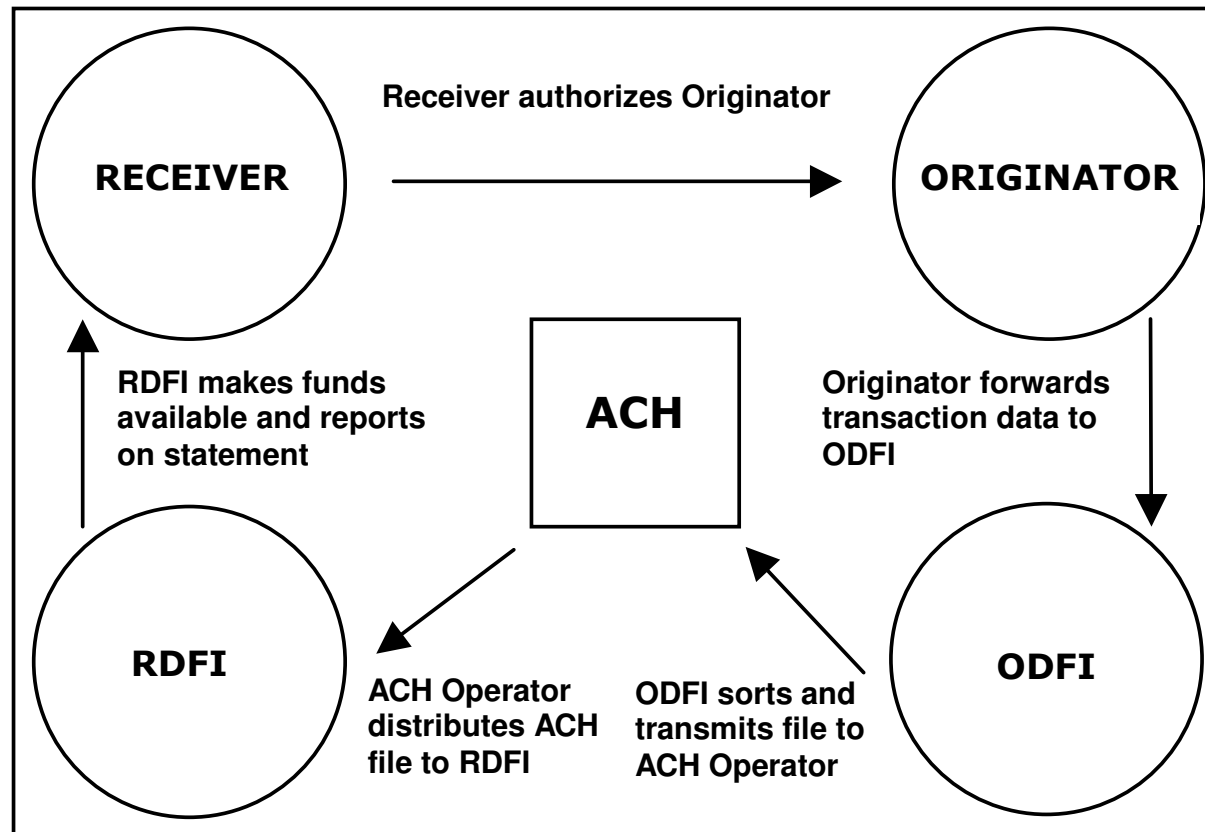 Receiver authorizes Originator
RECEIVER
ORIGINATOR
ACH
RDFI makes funds
available and reports
on statement
Originator forwards
transaction data to
ODFI
RDFI
ODFI
ACH Operator
distributes ACH
file to RDFI
ODFI sorts and
transmits file to
ACH Operator